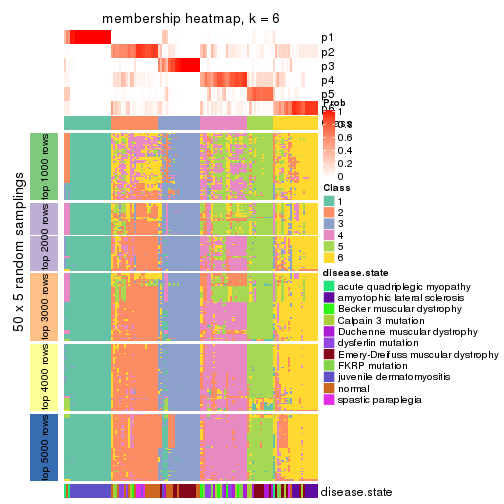 membership heatmap, k = 6
p1
p2
p3
p4
p5
Prob
1
0.8
0.6
0.4
0.2
0
Class
1
2
3
4
5
6
disease.state
acute quadriplegic myopathy
amyotophic lateral sclerosis
Becker muscular dystrophy
Calpain 3 mutation
Duchenne muscular dystrophy
dysferlin mutation
Emery-Dreifuss muscular dystrophy
FKRP mutation
juvenile dermatomyositis
normal
spastic paraplegia
50 x 5 random samplings
top 1000 rows
top 2000 rows
top 3000 rows
top 4000 rows
top 5000 rows
disease.state